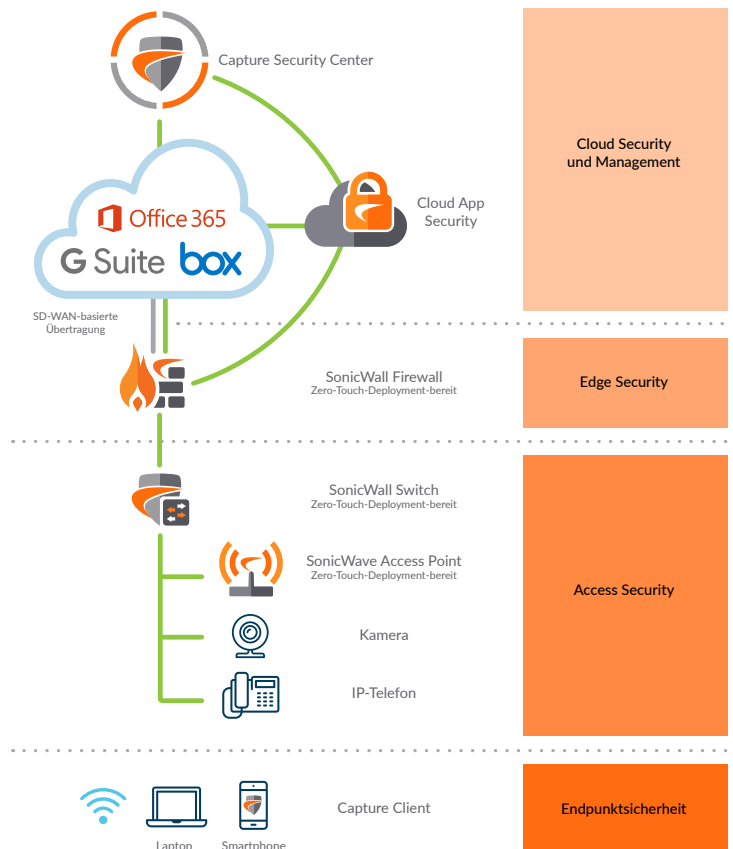 Capture Security Center
Cloud Security
und Management
Office 365
G Suite box
Cloud App
Security
SD-WAN-basierte
Übertragung
SonicWall Firewall
Zero-Touch-Deployment-bereit
Edge Security
SonicWall Switch
Zero-Touch-Deployment-bereit
SonicWave Access Point
Zero-Touch-Deployment-bereit
Access Security
Kamera
IP-Telefon
Capture Client
Endpunktsicherheit
Laptop
Smartphone